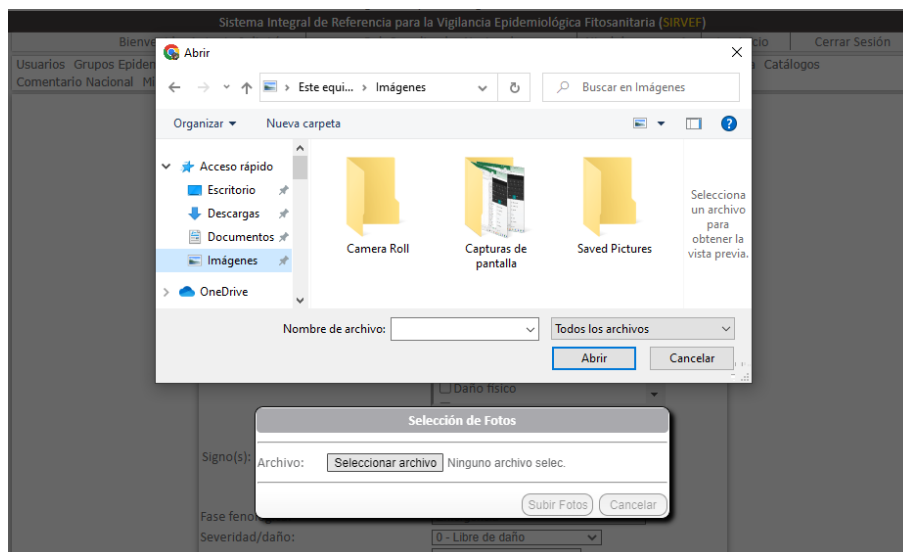 Sistema Integral de Referencia para la Vigilancia Epidemiológica Fitosanitaria (SIRVEF)
Cerrar Sesión
Usuarios Grupos
Catálogos
Comentario Nacional
Abrir
Este equi... > Imágenes
Buscar en Imágenes
Organizar
Nueva carpeta
Acceso rápido
Escritorio
Descargas
Documentos
Imágenes
OneDrive
Camera Roll
Capturas de
pantalla
Saved Pictures
Selecciona
un archivo
para
obtener la
vista previa.
Nombre de archivo:
Todos los archivos
Abrir
Cancelar
Daño físico
Selección de Fotos
Signo(s):
Archivo:
Seleccionar archivo
Ninguno archivo selec.
Subir Fotos
Cancelar
Fase
Severidad/daño:
0 - Libre de daño